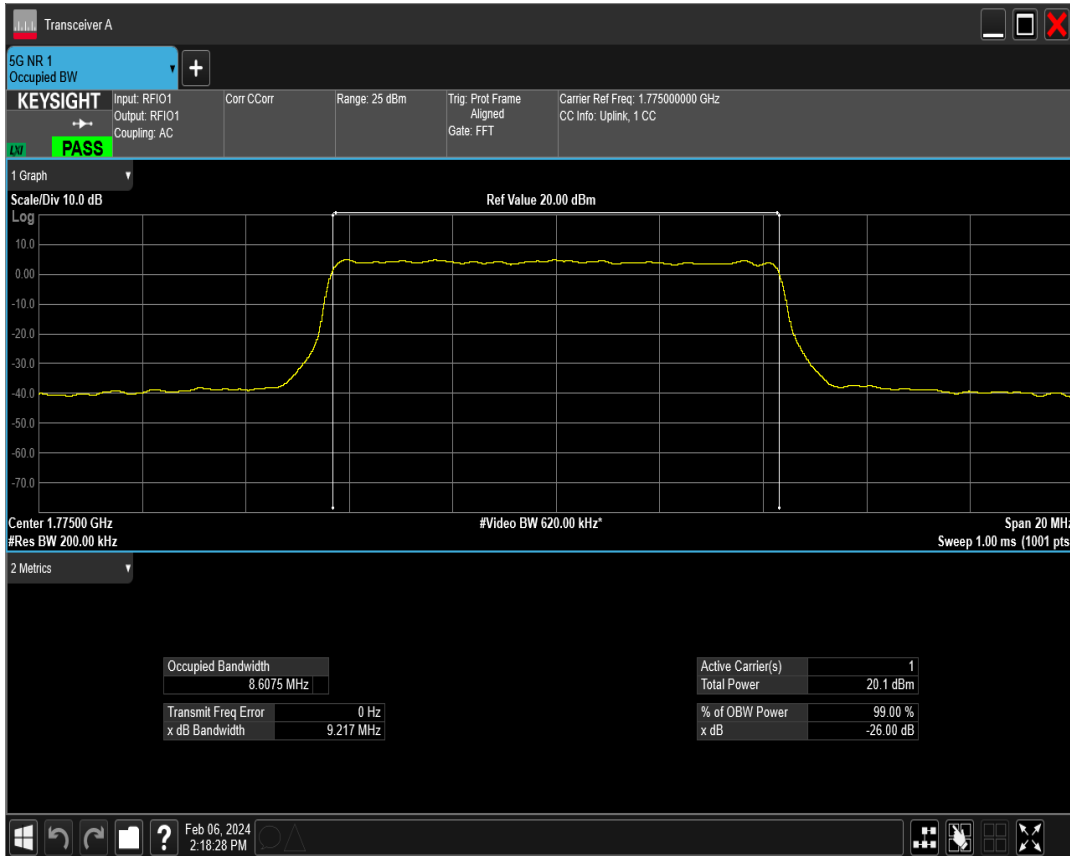 Transceiver A
5G NR 1
Occupied BW
KEYSIGHT
LXI
PASS
Input: RFIO1
Output: RFIO1
Coupling: AC
Corr CCorr
Range: 25 dBm
Trig: Prot Frame
Aligned
Gate: FFT
Carrier Ref Freq: 1.775000000 GHz
CC Info: Uplink, 1 CC
1 Graph
Scale/Div 10.0 dB
Ref Value 20.00 dBm
Log
10.0
0.00
-10.0
-20.0
-30.0
-40.0
-50.0
-60.0
-70.0
Center 1.77500 GHz
#Video BW 620.00 kHz*
Span 20 MHz
#Res BW 200.00 kHz
Sweep 1.00 ms (1001 pts
2 Metrics
Occupied Bandwidth
8.6075 MHz
Transmit Freq Error 0 Hz
x dB Bandwidth 9.217 MHz
Active Carrier(s) 1
Total Power 20.1 dBm
% of OBW Power 99.00 %
x dB -26.00 dB
Feb 06, 2024
2:18:28 PM